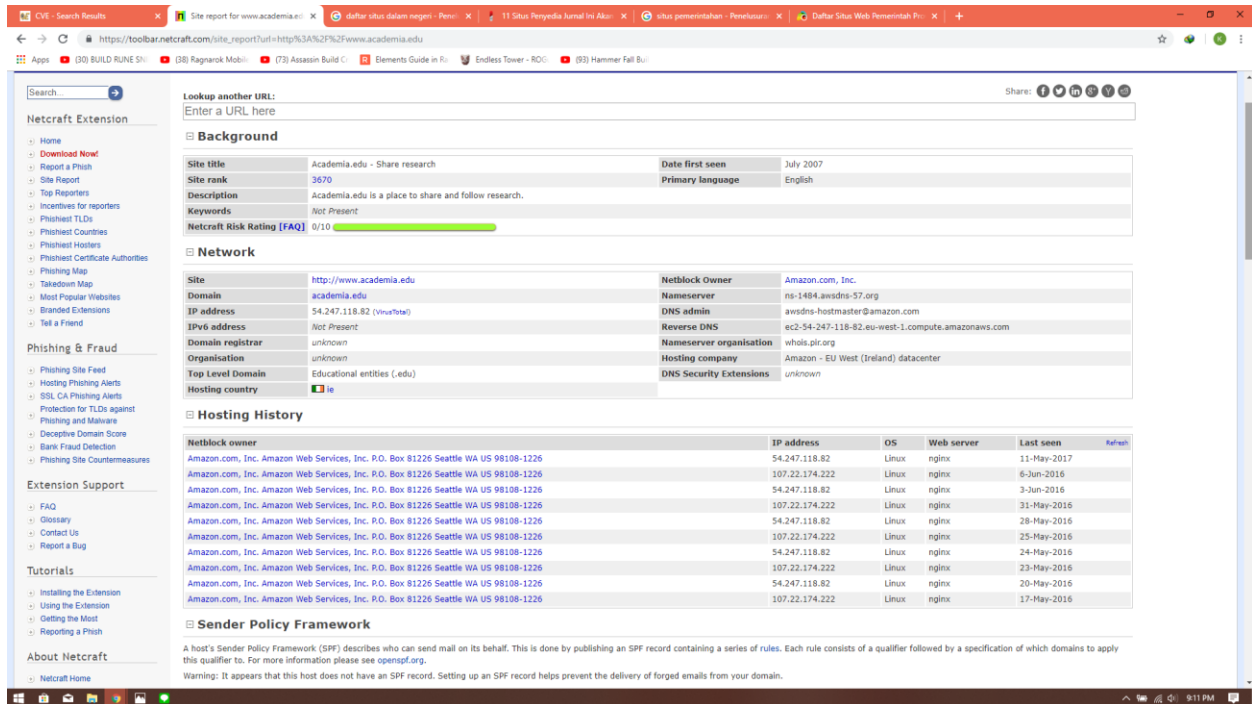 CVE - Search Results
Site report for www.academia.edu
daftar situs dalam negeri - Pene
11 Situs Penyedia Jurnal Ini Akan
situs pemerintahan - Penelusuran
Daftar Situs Web Pemerintah Pro
https://toolbar.netcraft.com/site_report?url=http%3A%2F%2Fwww.academia.edu
Apps
(30) BUILD RUNE SN
(38) Ragnarok Mobile
(73) Assassin Build C
Elements Guide in Ra
Endless Tower - ROG
(93) Hammer Fall Bui
Search...
Netcraft Extension
Home
Download Now!
Report a Phish
Site Report
Top Reporters
Incentives for reporters
Phishiest TLDs
Phishiest Countries
Phishiest Hosters
Phishiest Certificate Authorities
Phishing Map
Takedown Map
Most Popular Websites
Branded Extensions
Tell a Friend
Phishing & Fraud
Phishing Site Feed
Hosting Phishing Alerts
SSL CA Phishing Alerts
Protection for TLDs against
Phishing and Malware
Deceptive Domain Score
Bank Fraud Detection
Phishing Site Countermeasures
Extension Support
FAQ
Glossary
Contact Us
Report a Bug
Tutorials
Installing the Extension
Using the Extension
Getting the Most
Reporting a Phish
About Netcraft
Netcraft Home
Share:
Lookup another URL:
Enter a URL here
Background
Site title Academia.edu - Share research Date first seen July 2007
Site rank 3670 Primary language English
Description Academia.edu is a place to share and follow research.
Keywords Not Present
Netcraft Risk Rating [FAQ] 0/10
Network
Site http://www.academia.edu Netblock Owner Amazon.com, Inc.
Domain academia.edu Nameserver ns-1484.awsdns-57.org
IP address 54.247.118.82 (VirusTotal) DNS admin awsdns-hostmaster@amazon.com
IPv6 address Not Present Reverse DNS ec2-54-247-118-82.eu-west-1.compute.amazonaws.com
Domain registrar unknown Nameserver organisation whois.pir.org
Organisation unknown Hosting company Amazon - EU West (Ireland) datacenter
Top Level Domain Educational entities (.edu) DNS Security Extensions unknown
Hosting country ie
Hosting History
Netblock owner IP address OS Web server Last seen Refresh
Amazon.com, Inc. Amazon Web Services, Inc. P.O. Box 81226 Seattle WA US 98108-1226 54.247.118.82 Linux nginx 11-May-2017
Amazon.com, Inc. Amazon Web Services, Inc. P.O. Box 81226 Seattle WA US 98108-1226 107.22.174.222 Linux nginx 6-Jun-2016
Amazon.com, Inc. Amazon Web Services, Inc. P.O. Box 81226 Seattle WA US 98108-1226 54.247.118.82 Linux nginx 3-Jun-2016
Amazon.com, Inc. Amazon Web Services, Inc. P.O. Box 81226 Seattle WA US 98108-1226 107.22.174.222 Linux nginx 31-May-2016
Amazon.com, Inc. Amazon Web Services, Inc. P.O. Box 81226 Seattle WA US 98108-1226 54.247.118.82 Linux nginx 28-May-2016
Amazon.com, Inc. Amazon Web Services, Inc. P.O. Box 81226 Seattle WA US 98108-1226 107.22.174.222 Linux nginx 25-May-2016
Amazon.com, Inc. Amazon Web Services, Inc. P.O. Box 81226 Seattle WA US 98108-1226 54.247.118.82 Linux nginx 24-May-2016
Amazon.com, Inc. Amazon Web Services, Inc. P.O. Box 81226 Seattle WA US 98108-1226 107.22.174.222 Linux nginx 23-May-2016
Amazon.com, Inc. Amazon Web Services, Inc. P.O. Box 81226 Seattle WA US 98108-1226 54.247.118.82 Linux nginx 20-May-2016
Amazon.com, Inc. Amazon Web Services, Inc. P.O. Box 81226 Seattle WA US 98108-1226 107.22.174.222 Linux nginx 17-May-2016
Sender Policy Framework
A host's Sender Policy Framework (SPF) describes who can send mail on its behalf. This is done by publishing an SPF record containing a series of rules. Each rule consists of a qualifier followed by a specification of which domains to apply
this qualifier to. For more information please see openspf.org.
Warning: It appears that this host does not have an SPF record. Setting up an SPF record helps prevent the delivery of forged emails from your domain.
9:11 PM